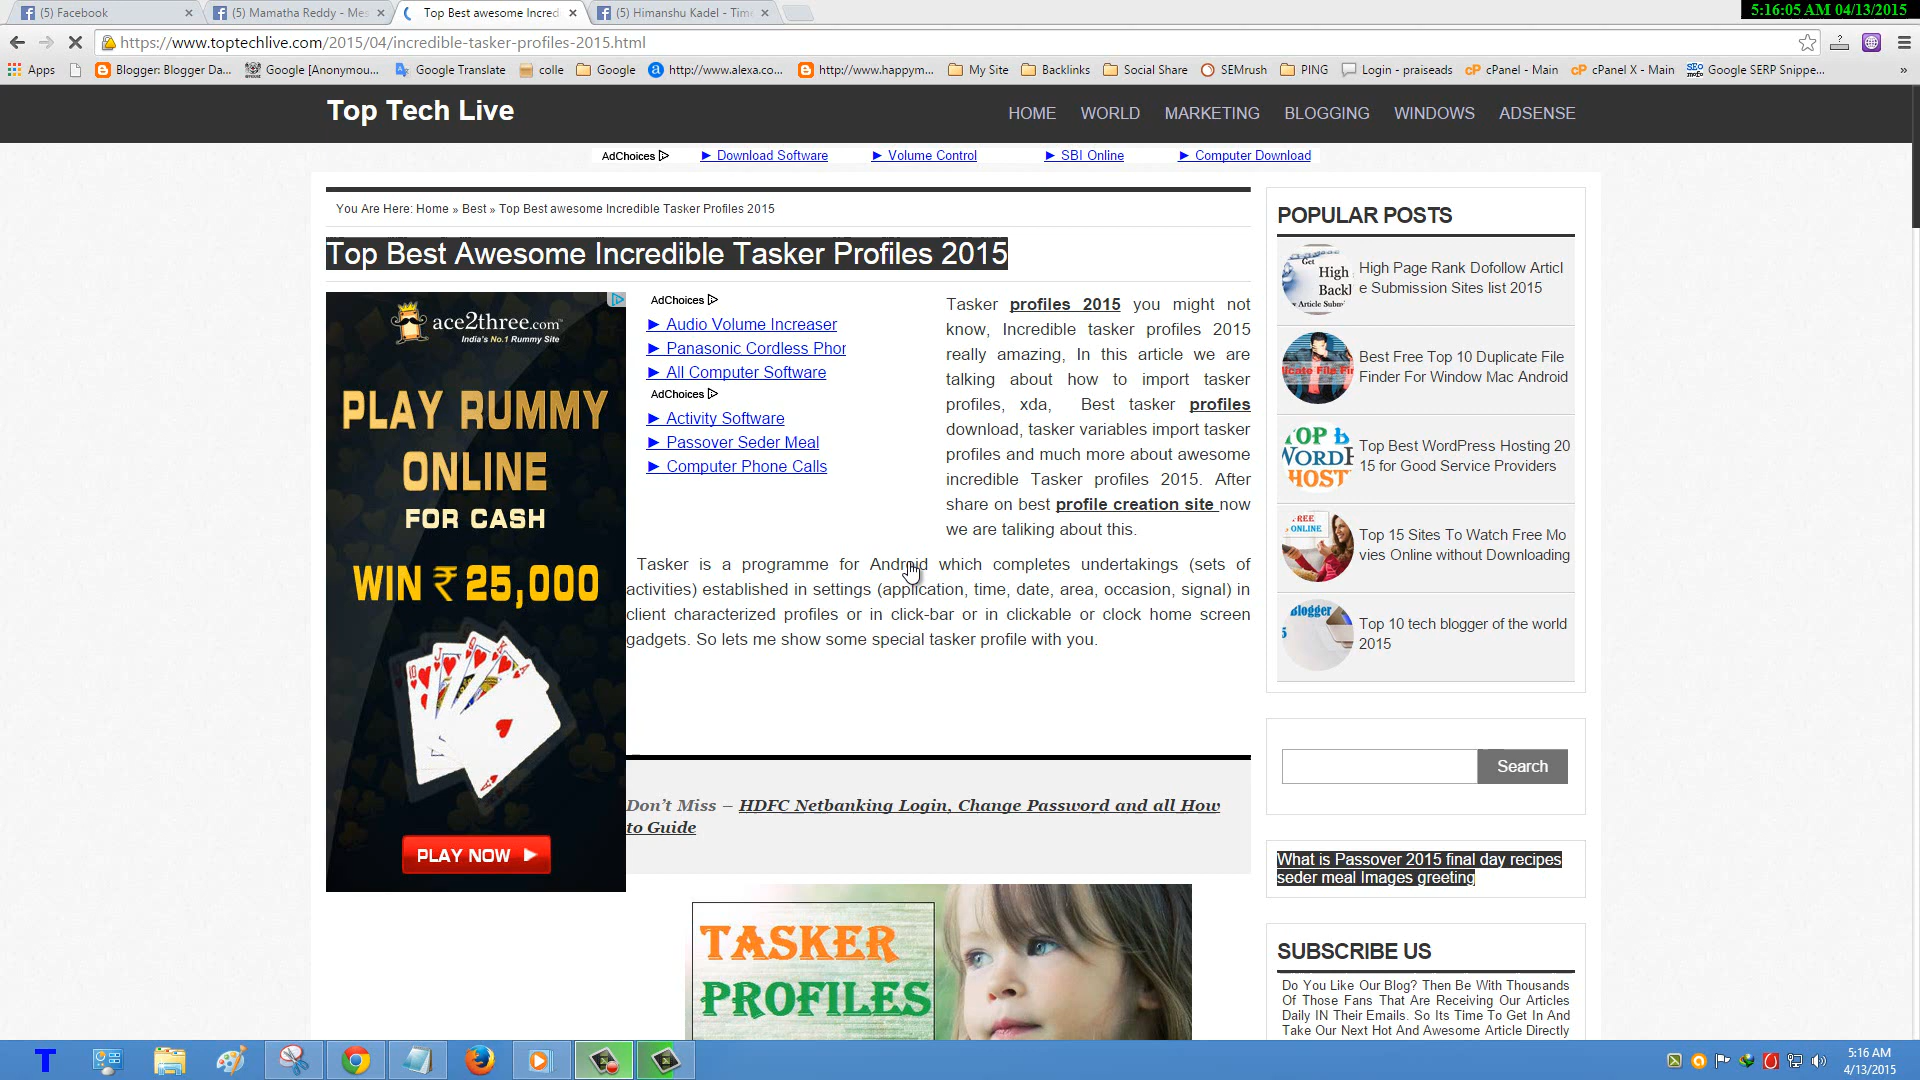 (5) Facebook
(5) Mamatha Reddy - Mes
Top Best awesome Incred
(5) Himanshu Kadel - Tim
5:16:05 AM 04/13/2015
https://www.toptechlive.com/2015/04/incredible-tasker-profiles-2015.html
Apps
Blogger: Blogger Da...
Google [Anonymou...
Google Translate
colle
Google
http://www.alexa.co...
http://www.happym...
My Site
Backlinks
Social Share
SEMrush
PING
Login - praiseads
cPanel - Main
cPanel X - Main
Google SERP Snippe...
Top Tech Live
HOME WORLD MARKETING BLOGGING WINDOWS ADSENSE
AdChoices
► Download Software
► Volume Control
► SBI Online
► Computer Download
You Are Here: Home » Best » Top Best awesome Incredible Tasker Profiles 2015
Top Best Awesome Incredible Tasker Profiles 2015
ace2three.com
India's No.1 Rummy Site
PLAY RUMMY
ONLINE
FOR CASH
WIN ₹ 25,000
PLAY NOW
AdChoices
► Audio Volume Increaser
► Panasonic Cordless Phor
► All Computer Software
AdChoices
► Activity Software
► Passover Seder Meal
► Computer Phone Calls
Tasker profiles 2015 you might not
know, Incredible tasker profiles 2015
really amazing, In this article we are
talking about how to import tasker
profiles, xda, Best tasker profiles
download, tasker variables import tasker
profiles and much more about awesome
incredible Tasker profiles 2015. After
share on best profile creation site now
we are taliking about this.
Tasker is a programme for Android which completes undertakings (sets of
activities) established in settings (application, time, date, area, occasion, signal) in
client characterized profiles or in click-bar or in clickable or clock home screen
gadgets. So lets me show some special tasker profile with you.
Don't Miss – HDFC Netbanking Login, Change Password and all How
to Guide
TASKER
PROFILES
POPULAR POSTS
Get
High
Backl
Article Subm
High Page Rank Dofollow Articl
e Submission Sites list 2015
licate File Fin
Best Free Top 10 Duplicate File
Finder For Window Mac Android
TOP b
WORDP
HOST
Top Best WordPress Hosting 20
15 for Good Service Providers
FREE
ONLINE
Top 15 Sites To Watch Free Mo
vies Online without Downloading
Blogger
5
Top 10 tech blogger of the world
2015
Search
What is Passover 2015 final day recipes
seder meal Images greeting
SUBSCRIBE US
Do You Like Our Blog? Then Be With Thousands
Of Those Fans That Are Receiving Our Articles
Daily IN Their Emails. So Its Time To Get In And
Take Our Next Hot And Awesome Article Directly
T
5:16 AM
4/13/2015